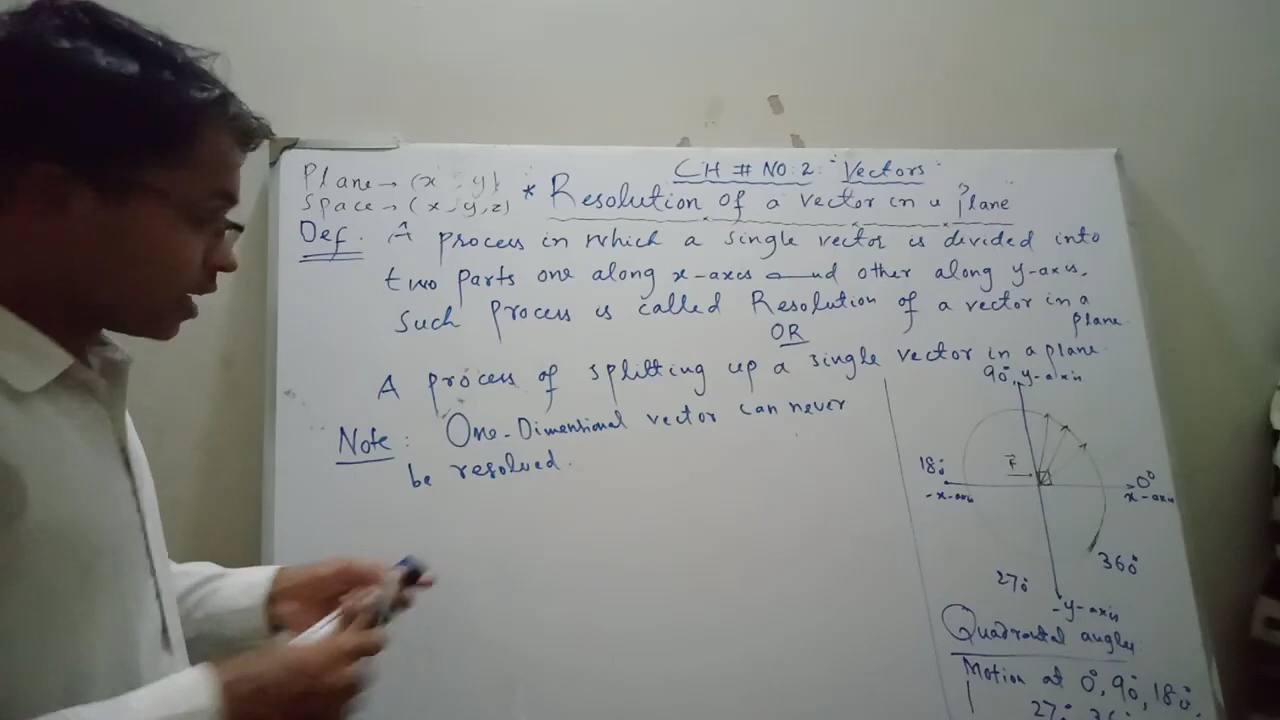 CH # NO: 2: "Vectors"
Plane → (x, y)
Space → (x, y, z)
* Resolution of a vector in a Plane
Def. A process in which a single vector is divided into
two parts one along x-axis and other along y-axis.
Such process is called Resolution of a vector in a
plane
OR
A process of splitting up a single vector in a plane
Note: One-Dimentional vector can never
be resolved.
90° y-axis
180°
-x-axis
F
0°
x-axis
360°
270°
-y-axis
Quadrantal angles
Motion at 0°, 90°, 180°,
270°, 360°